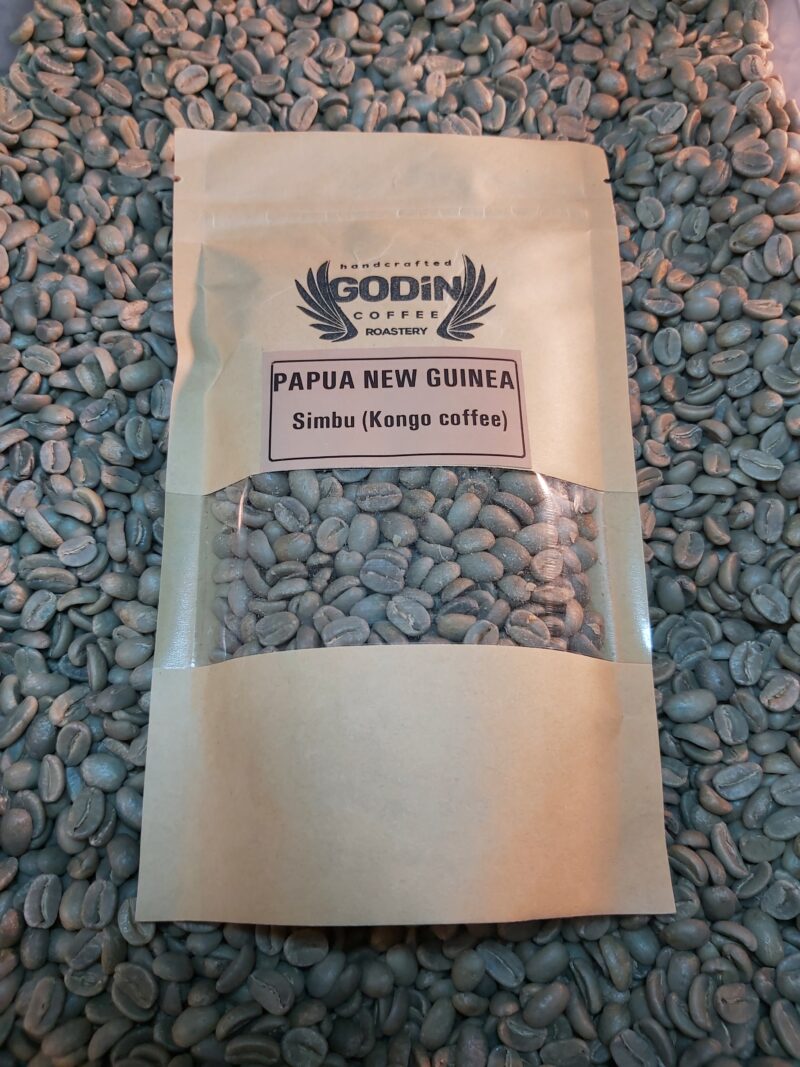 handcrafted
GODiN
COFFEE
ROASTERY
PAPUA NEW GUINEA
Simbu (Kongo coffee)